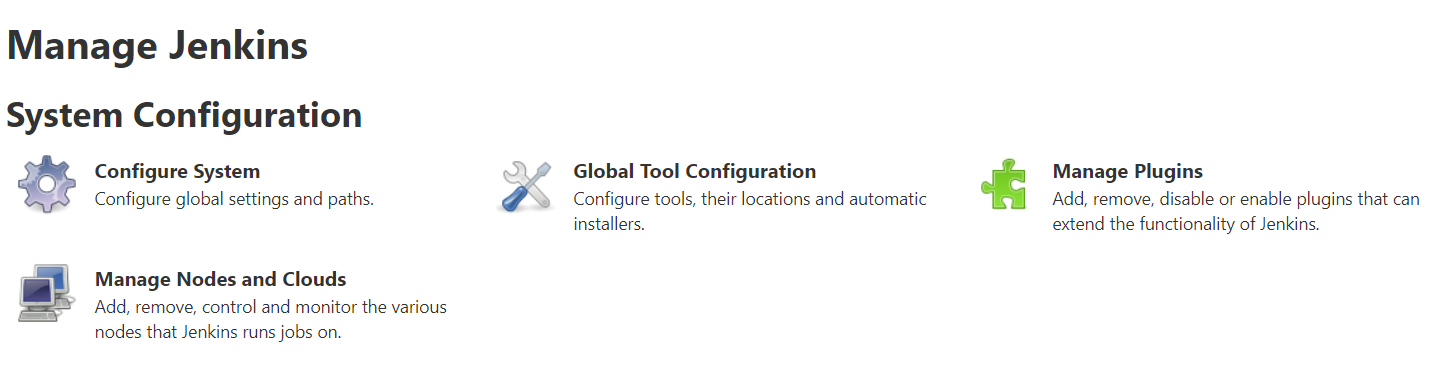 Manage Jenkins
System Configuration
Configure System
Configure global settings and paths.
Global Tool Configuration
Configure tools, their locations and automatic
installers.
Manage Plugins
Add, remove, disable or enable plugins that can
extend the functionality of Jenkins.
Manage Nodes and Clouds
Add, remove, control and monitor the various
nodes that Jenkins runs jobs on.